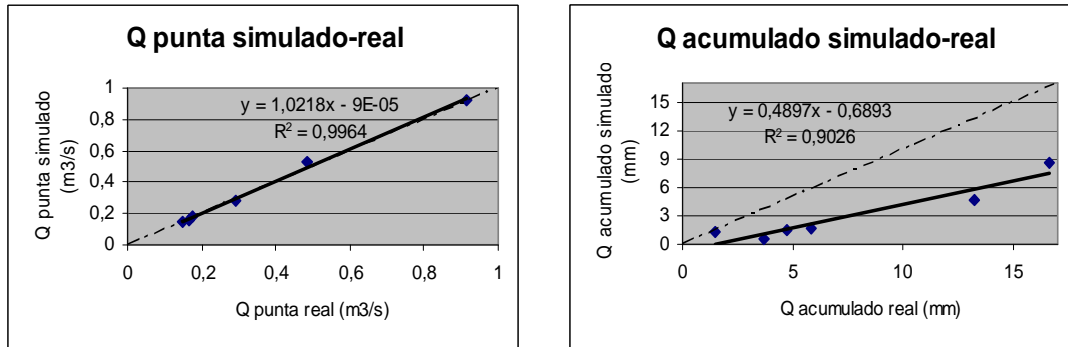 Q punta simulado-real
Q punta simulado
(m3/s)
1
0,8
0,6
0,4
0,2
0
y = 1,0218x - 9E-05
R² = 0,9964
0
0,2
0,4
0,6
0,8
1
Q punta real (m3/s)
Q acumulado simulado-real
Q acumulado simulado
(mm)
15
12
9
6
3
0
y = 0,4897x - 0,6893
R² = 0,9026
0
5
10
15
Q acumulado real (mm)